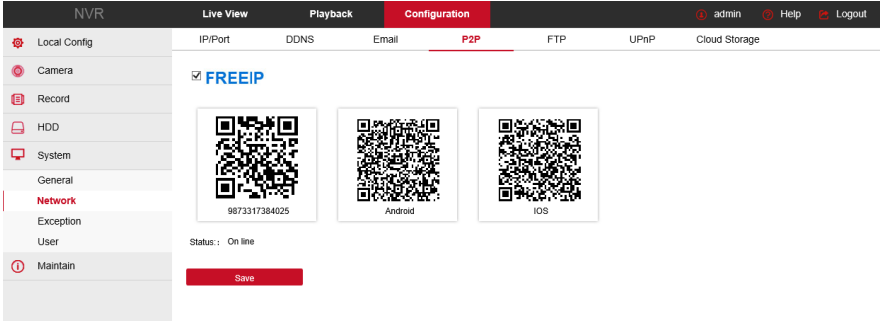 NVR
Live View Playback Configuration admin Help Logout
IP/Port DDNS Email P2P FTP UPnP Cloud Storage
Local Config
Camera
Record
HDD
System
General
Network
Exception
User
Maintain
FREEIP
9873317384025 Android IOS
Status: : On line
Save